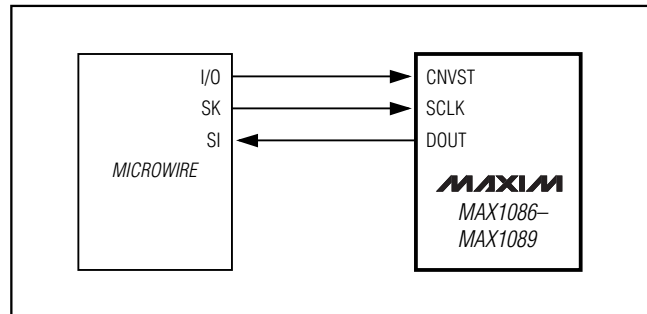 I/O
SK
SI
MICROWIRE
CNVST
SCLK
DOUT
MAXIM
MAX1086–
MAX1089